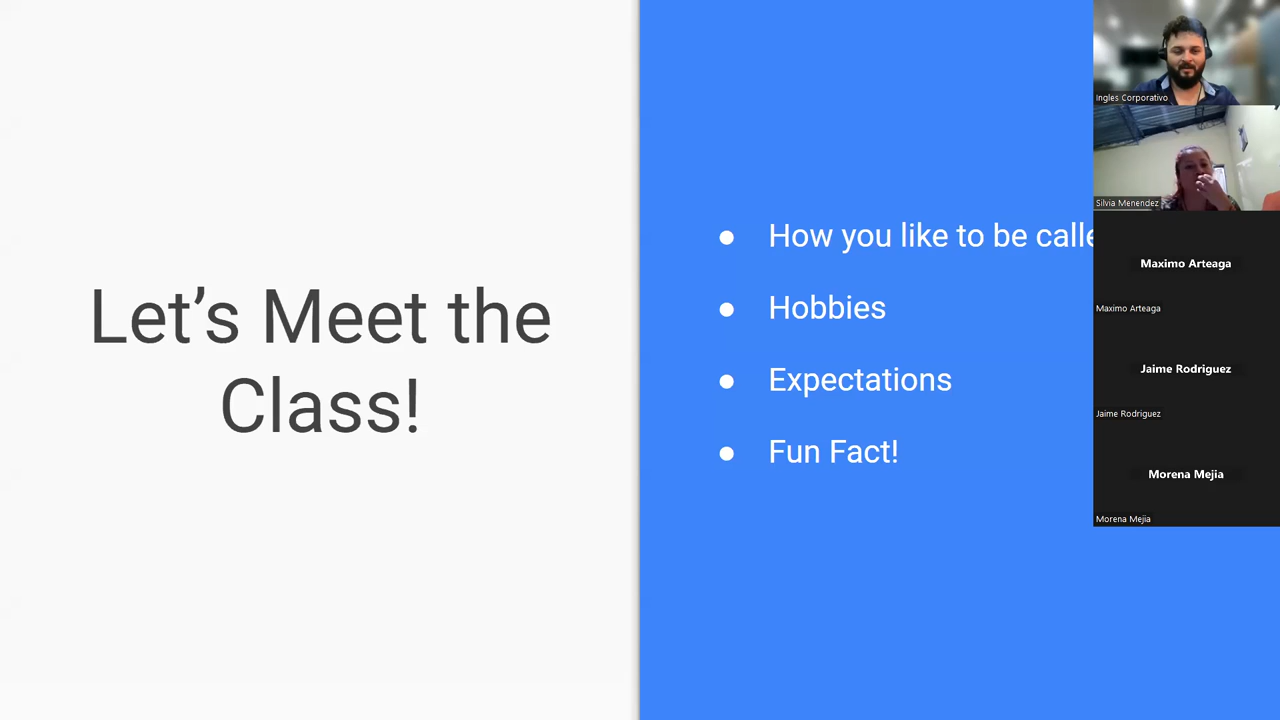 Let’s Meet the
Class!
● How you like to be calle
● Hobbies
● Expectations
● Fun Fact!
Ingles Corporativo
Silvia Menendez
Maximo Arteaga
Maximo Arteaga
Jaime Rodriguez
Jaime Rodriguez
Morena Mejia
Morena Mejia